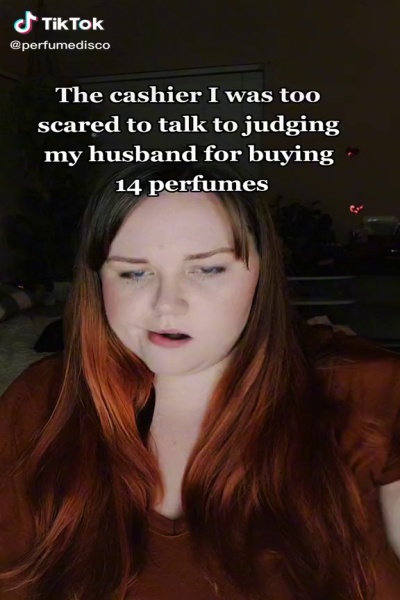 TikTok
@perfumedisco
The cashier I was too
scared to talk to judging
my husband for buying
14 perfumes